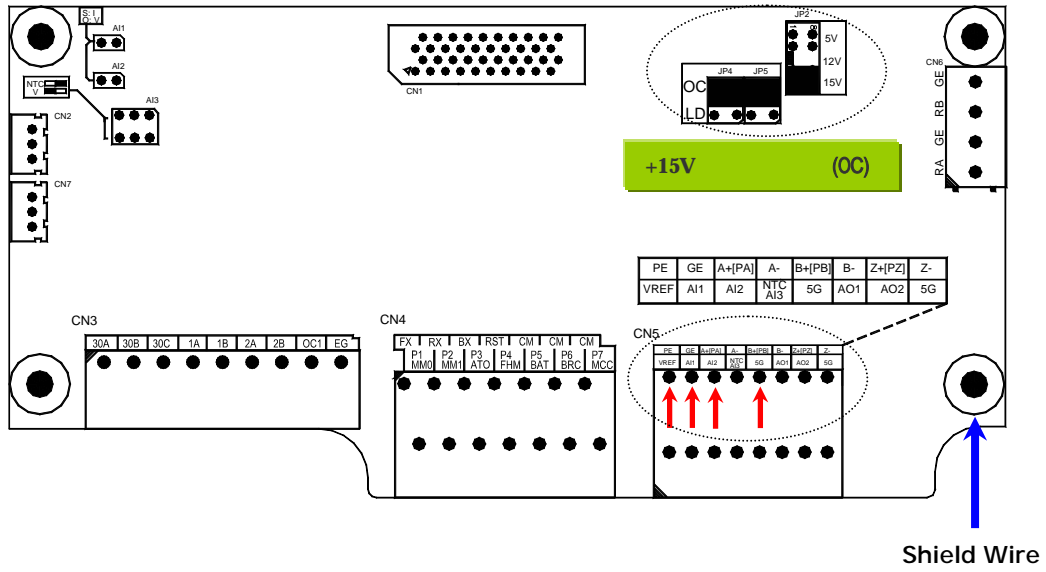 S: I
O: V
AI1
AI2
NTC
V
AI3
CN2
CN7
CN1
JP2
1 8
5V
12V
15V
JP4 JP5
OC
LD
CN6
GE
RB
GE
RA
+15V (OC)
PE GE A+[PA] A- B+[PB] B- Z+[PZ] Z-
VREF AI1 AI2 NTC AI3 5G AO1 AO2 5G
CN3
30A 30B 30C 1A 1B 2A 2B OC1 EG
CN4
FX RX BX RST CM CM CM
P1 P2 P3 P4 P5 P6 P7
MM0 MM1 ATO FHM BAT BRC MCC
CN5
PE GE A+[PA] A- B+[PB] B- Z+[PZ] Z-
VREF AI1 AI2 NTC AI3 5G AO1 AO2 5G
Shield Wire